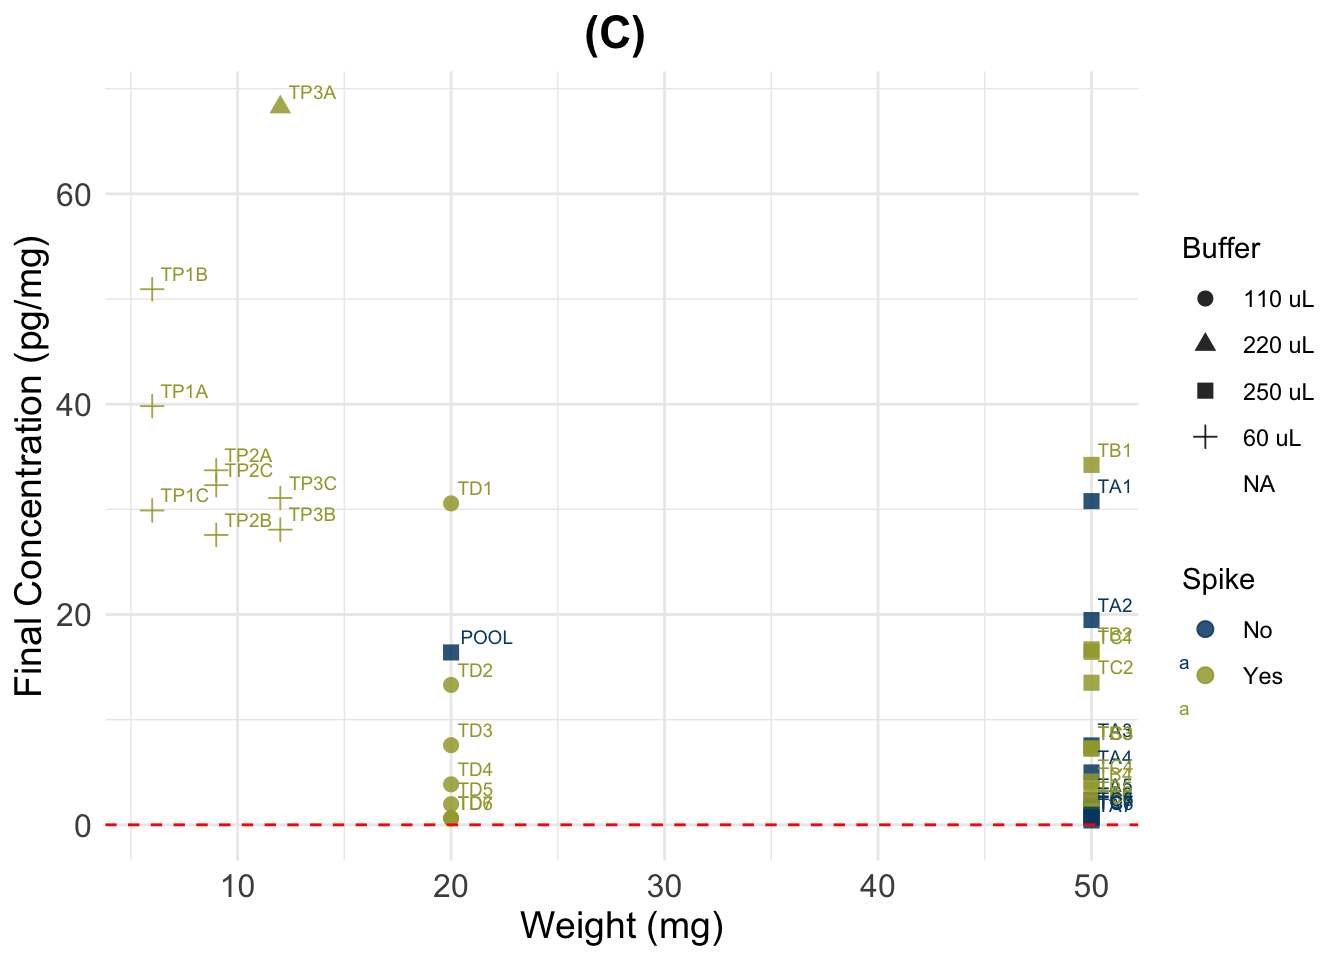 (C)
Final Concentration (pg/mg)
60
40
20
0
TP3A
TP1B
TP1A
TP2A
TP2C
TP1C
TP2B
TP3C
TP3B
TD1
POOL
TD2
TD3
TD4
TD5
TD6
TB1
TA1
TA2
TC2
TA3
TA4
10
20
30
40
50
Weight (mg)
Buffer
110 uL
220 uL
250 uL
60 uL
NA
Spike
No
a
Yes
a